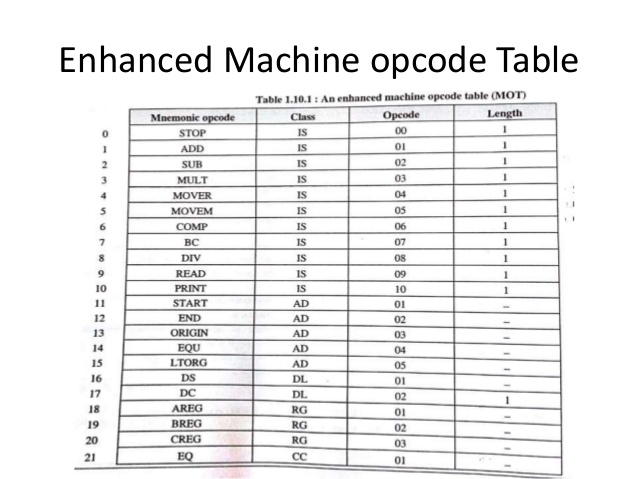 Enhanced Machine opcode Table
Table 1.10.1 : An enhanced machine opcode table (MOT)
Mnemonic opcode Class Opcode Length
0 STOP IS 00 1
1 ADD IS 01 1
2 SUB IS 02 1
3 MULT IS 03 1
4 MOVER IS 04 1
5 MOVEM IS 05 1
6 COMP IS 06 1
7 BC IS 07 1
8 DIV IS 08 1
9 READ IS 09 1
10 PRINT IS 10 1
11 START AD 01 –
12 END AD 02 –
13 ORIGIN AD 03 –
14 EQU AD 04 –
15 LTORG AD 05 –
16 DS DL 01 –
17 DC DL 02 1
18 AREG RG 01 –
19 BREG RG 02 –
20 CREG RG 03 –
21 EQ CC 01 –